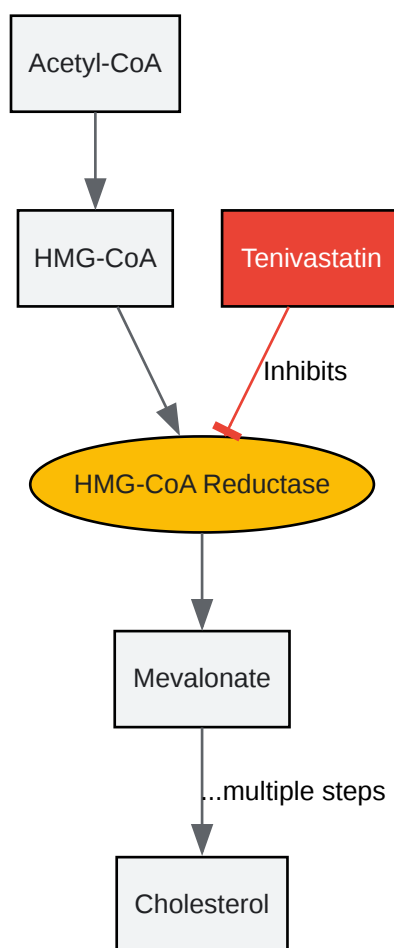 Acetyl-CoA
HMG-CoA
Tenivastatin
Inhibits
HMG-CoA Reductase
Mevalonate
...multiple steps
Cholesterol